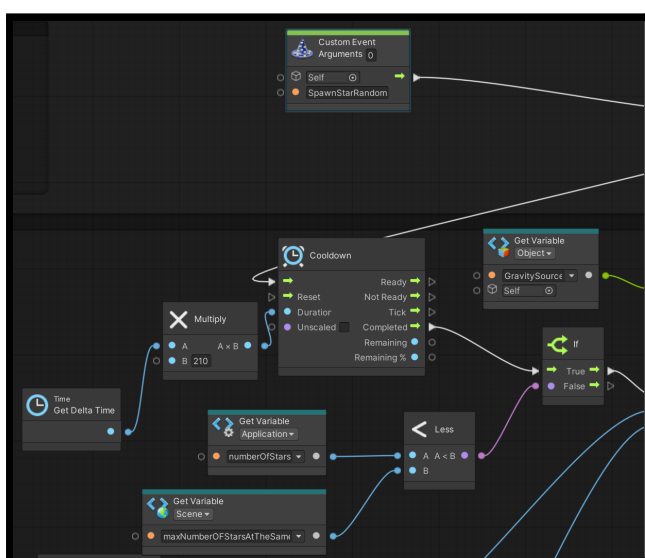 Custom Event
Arguments 0
Self
SpawnStarRandom
Cooldown
Ready
Reset
Not Ready
Duratior
Tick
Unscaled
Completed
Remaining
Remaining %
Get Variable
Object
GravitySource
Self
Multiply
A
A × B
B 210
If
True
False
Time
Get Delta Time
Get Variable
Application
numberOfStars
Less
A A < B
B
Get Variable
Scene
maxNumberOFStarsAtTheSame